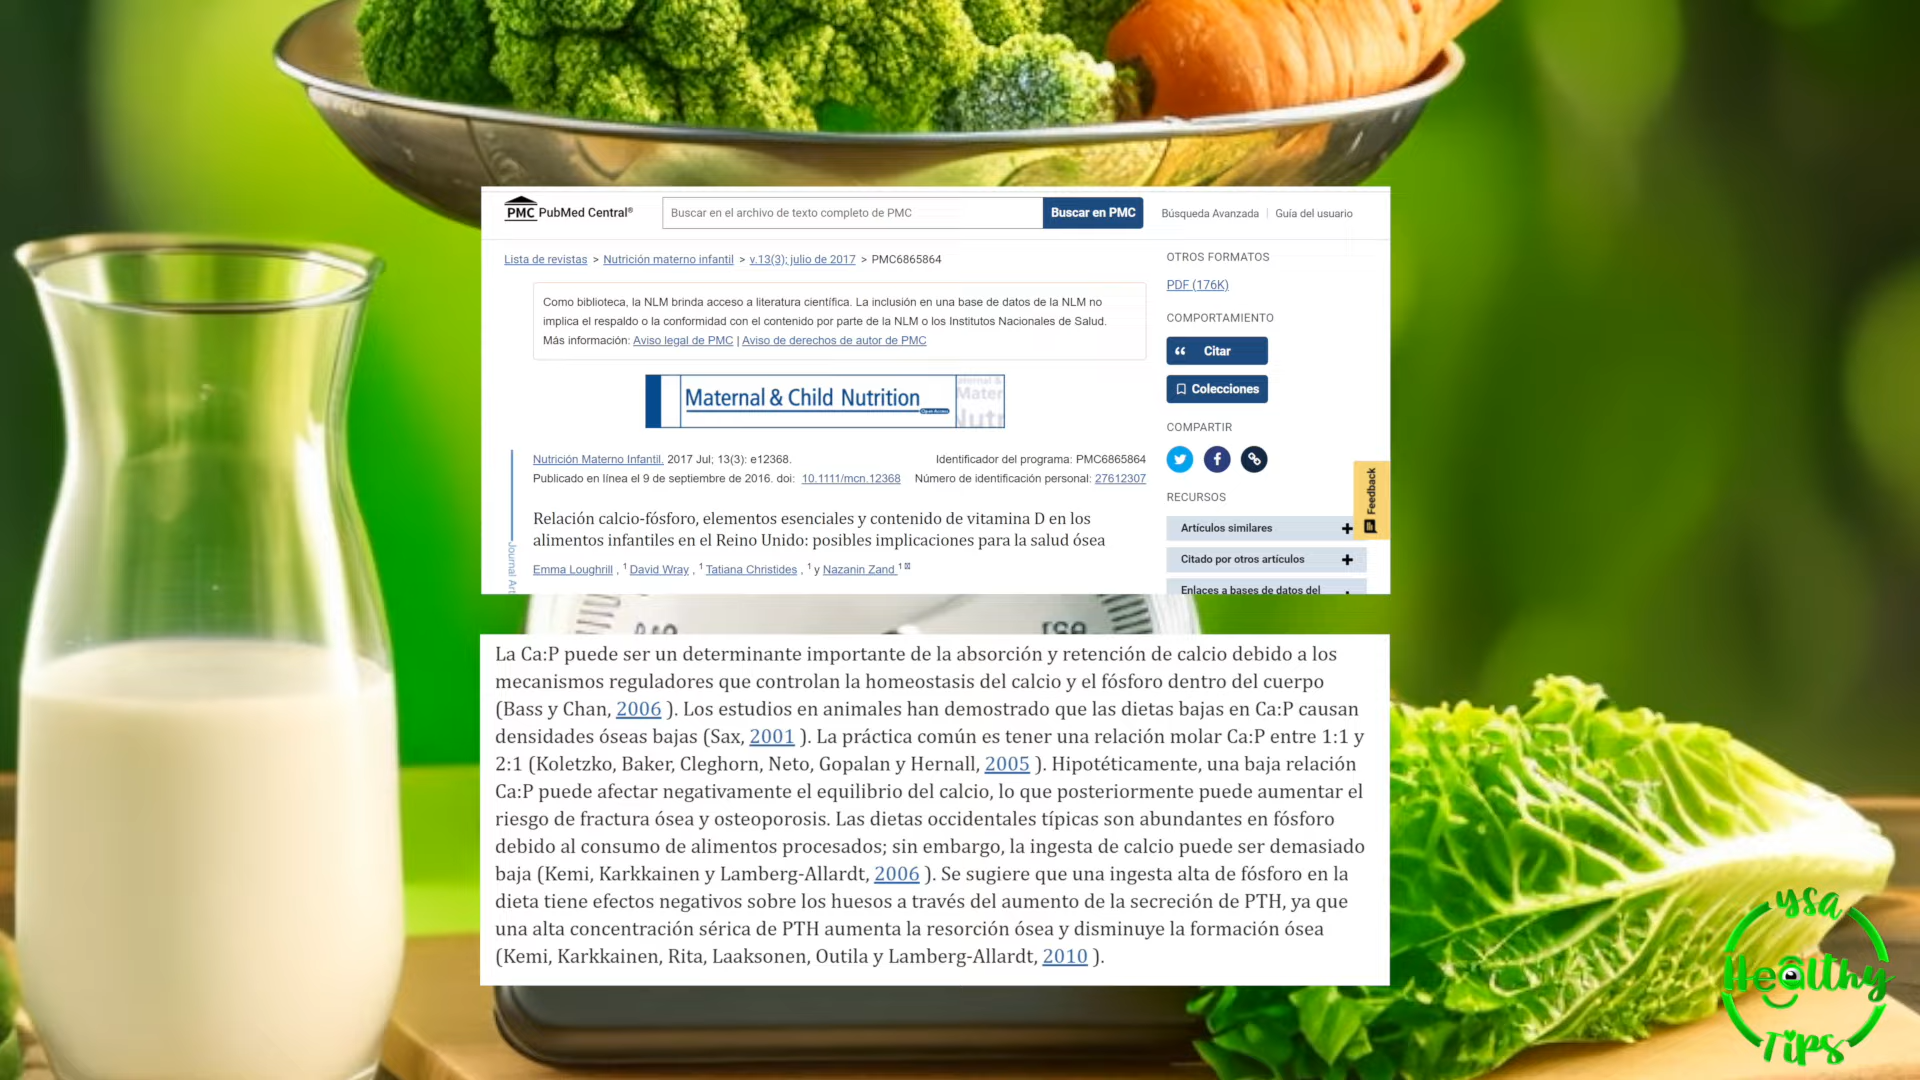 PMC PubMed Central®
Buscar en el archivo de texto completo de PMC
Buscar en PMC
Búsqueda Avanzada | Guía del usuario
Lista de revistas > Nutrición materno infantil > v.13(3); julio de 2017 > PMC6865864
Como biblioteca, la NLM brinda acceso a literatura científica. La inclusión en una base de datos de la NLM no
implica el respaldo o la conformidad con el contenido por parte de la NLM o los Institutos Nacionales de Salud.
Más información: Aviso legal de PMC | Aviso de derechos de autor de PMC
Maternal & Child Nutrition
Nutrición Materno Infantil. 2017 Jul; 13(3): e12368.
Identificador del programa: PMC6865864
Publicado en línea el 9 de septiembre de 2016. doi: 10.1111/mcn.12368
Número de identificación personal: 27612307
Relación calcio-fósforo, elementos esenciales y contenido de vitamina D en los
alimentos infantiles en el Reino Unido: posibles implicaciones para la salud ósea
Emma Loughrill , 1 David Wray , 1 Tatiana Christides , 1 y Nazanin Zand 1
OTROS FORMATOS
PDF (176K)
COMPORTAMIENTO
Citar
Colecciones
COMPARTIR
RECURSOS
Artículos similares
Citado por otros artículos
Enlaces a bases de datos del
Feedback
La Ca:P puede ser un determinante importante de la absorción y retención de calcio debido a los
mecanismos reguladores que controlan la homeostasis del calcio y el fósforo dentro del cuerpo
(Bass y Chan, 2006 ). Los estudios en animales han demostrado que las dietas bajas en Ca:P causan
densidades óseas bajas (Sax, 2001 ). La práctica común es tener una relación molar Ca:P entre 1:1 y
2:1 (Koletzko, Baker, Cleghorn, Neto, Gopalan y Hernall, 2005 ). Hipotéticamente, una baja relación
Ca:P puede afectar negativamente el equilibrio del calcio, lo que posteriormente puede aumentar el
riesgo de fractura ósea y osteoporosis. Las dietas occidentales típicas son abundantes en fósforo
debido al consumo de alimentos procesados; sin embargo, la ingesta de calcio puede ser demasiado
baja (Kemi, Karkkainen y Lamberg-Allardt, 2006 ). Se sugiere que una ingesta alta de fósforo en la
dieta tiene efectos negativos sobre los huesos a través del aumento de la secreción de PTH, ya que
una alta concentración sérica de PTH aumenta la resorción ósea y disminuye la formación ósea
(Kemi, Karkkainen, Rita, Laaksonen, Outila y Lamberg-Allardt, 2010 ).
ysa
Healthy
Tips